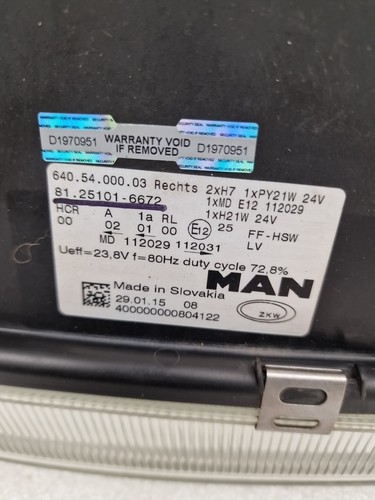 D1970951 WARRANTY VOID IF REMOVED D1970951
640.54.000.03 Rechts 2xH7 1xPY21W 24V
81.25101-6672 1xMD E12 112029
HCR A 1a RL 1xH21W 24V
00 02 01 00 E12 25 FF-HSW
MD 112029 112031 LV
Ueff=23,8V f=80Hz duty cycle 72,8%
MAN
Made in Slovakia
29.01.15 08
400000000804122
ZKW